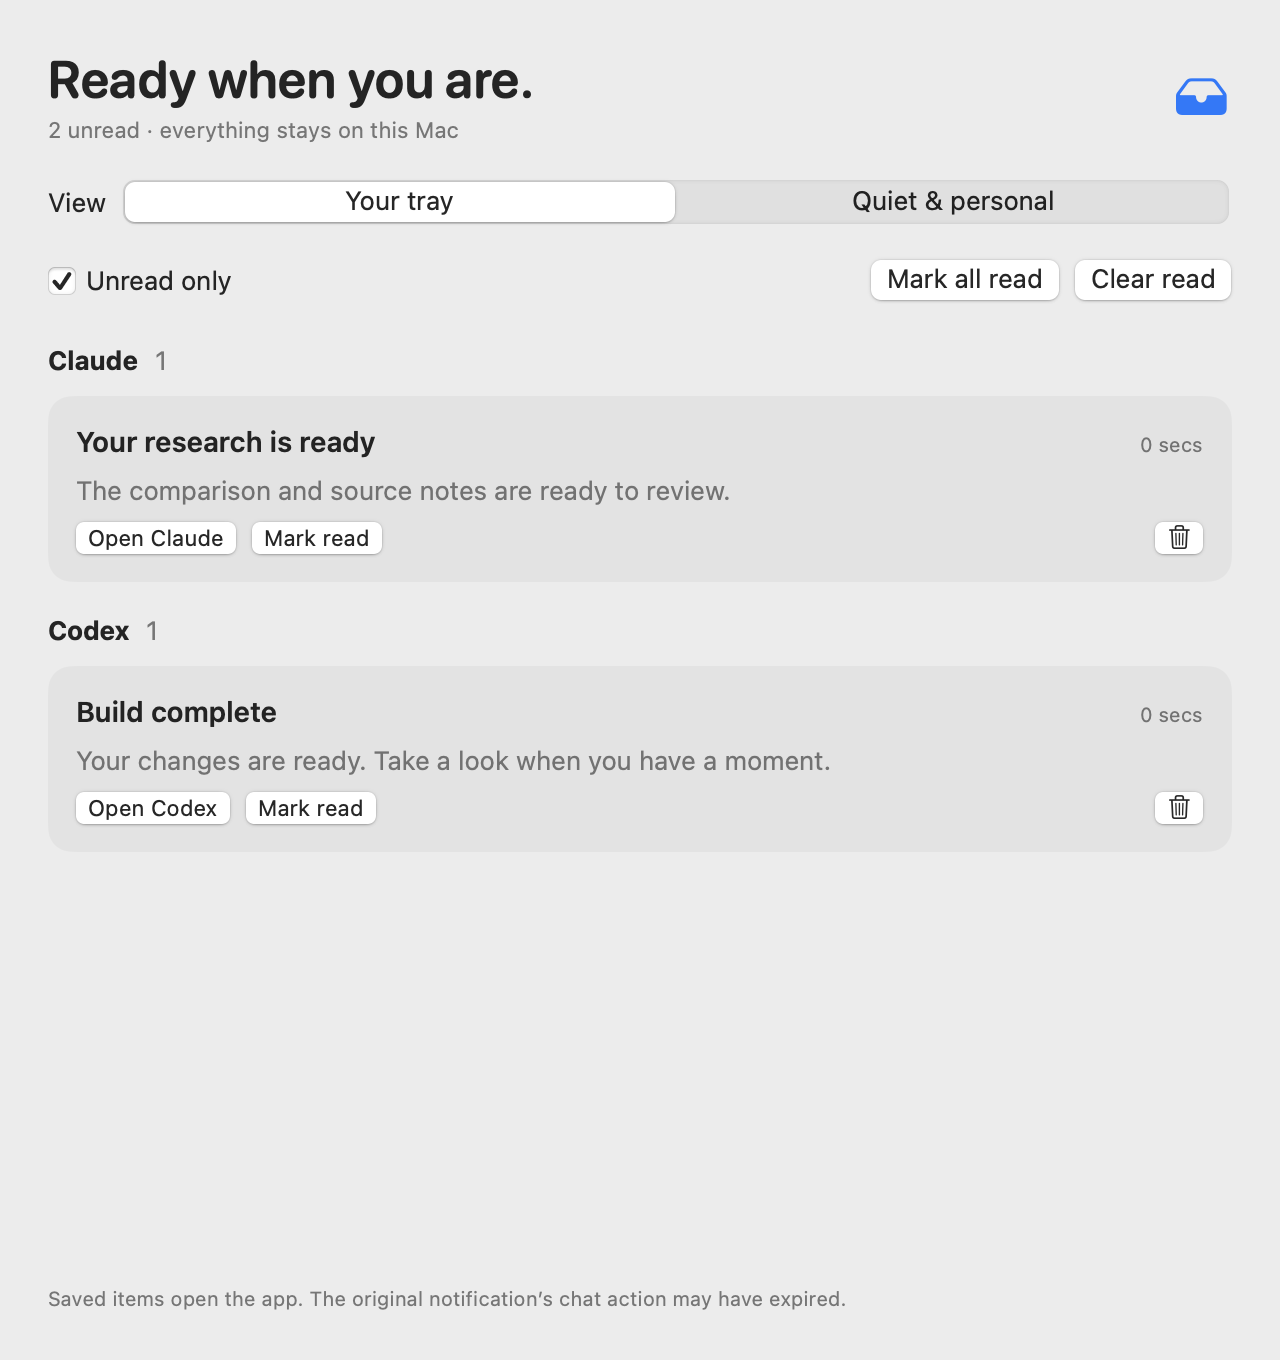 Ready when you are.
2 unread · everything stays on this Mac
View Your tray Quiet & personal
Unread only Mark all read Clear read
Claude 1
Your research is ready 0 secs
The comparison and source notes are ready to review.
Open Claude Mark read
Codex 1
Build complete 0 secs
Your changes are ready. Take a look when you have a moment.
Open Codex Mark read
Saved items open the app. The original notification’s chat action may have expired.